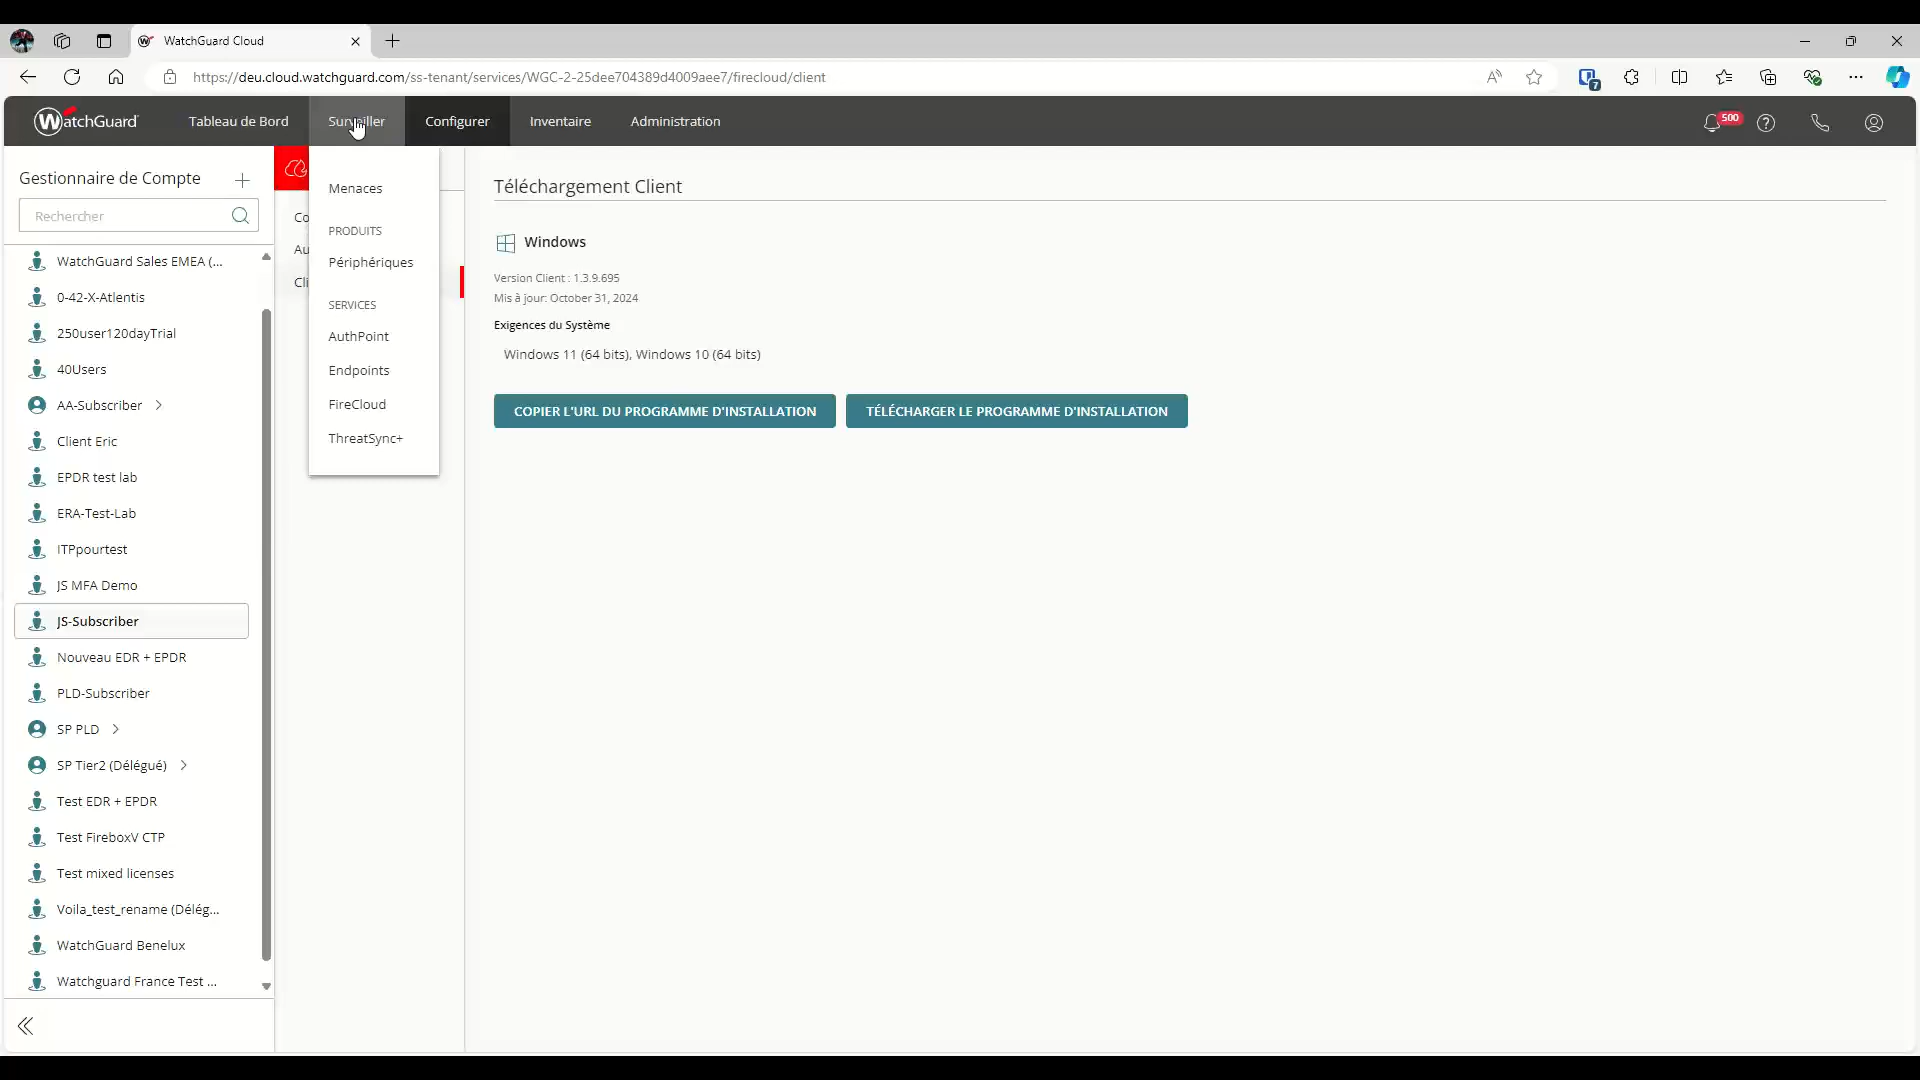 WatchGuard Cloud
https://deu.cloud.watchguard.com/ss-tenant/services/WGC-2-25dee704389d4009aee7/firecloud/client
7
WatchGuard
Tableau de Bord
Surveiller
Configurer
Inventaire
Administration
500
Gestionnaire de Compte
Rechercher
WatchGuard Sales EMEA (...
0-42-X-Atlentis
250user120dayTrial
40Users
AA-Subscriber
Client Eric
EPDR test lab
ERA-Test-Lab
ITPpourtest
JS MFA Demo
JS-Subscriber
Nouveau EDR + EPDR
PLD-Subscriber
SP PLD
SP Tier2 (Délégué)
Test EDR + EPDR
Test FireboxV CTP
Test mixed licenses
Voila_test_rename (Délég...
WatchGuard Benelux
Watchguard France Test ...
Co
Au
Cli
Menaces
PRODUITS
Périphériques
SERVICES
AuthPoint
Endpoints
FireCloud
ThreatSync+
Téléchargement Client
Windows
Version Client : 1.3.9.695
Mis à jour: October 31, 2024
Exigences du Système
Windows 11 (64 bits), Windows 10 (64 bits)
COPIER L'URL DU PROGRAMME D'INSTALLATION
TÉLÉCHARGER LE PROGRAMME D'INSTALLATION